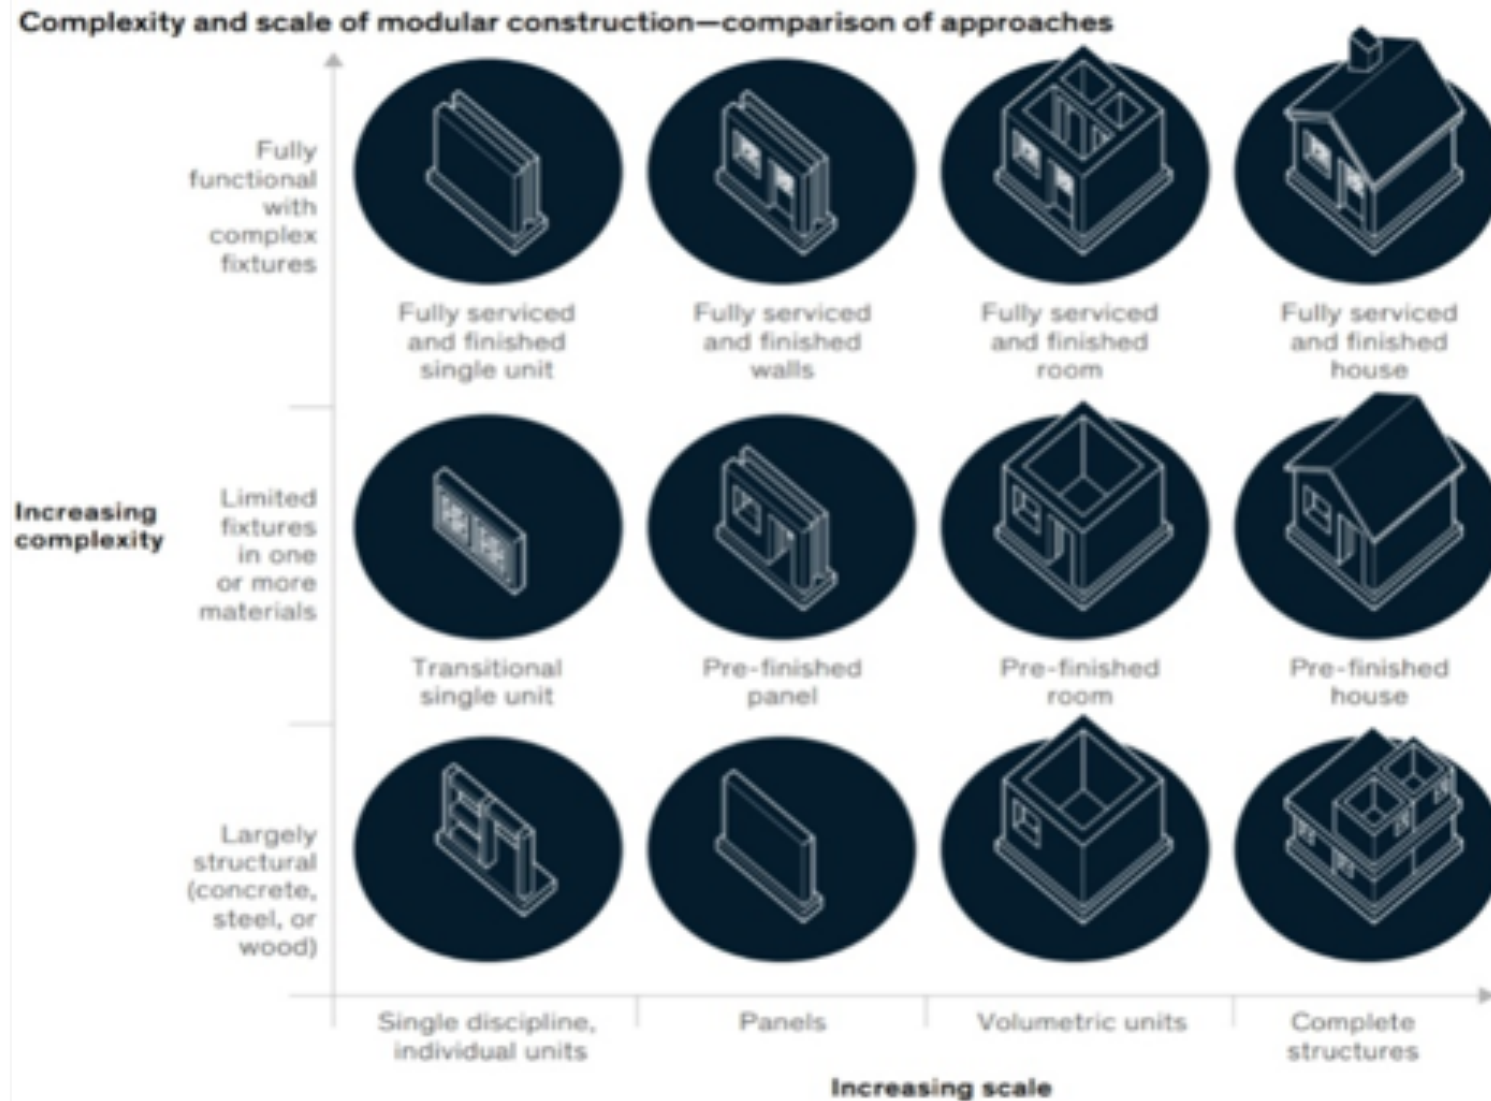 Complexity and scale of modular construction—comparison of approaches
Fully
functional
with
complex
fixtures
Fully serviced
and finished
single unit
Fully serviced
and finished
walls
Fully serviced
and finished
room
Fully serviced
and finished
house
Increasing
complexity
Limited
fixtures
in one
or more
materials
Transitional
single unit
Pre-finished
panel
Pre-finished
room
Pre-finished
house
Largely
structural
(concrete,
steel, or
wood)
Single discipline,
individual units
Panels
Volumetric units
Complete
structures
Increasing scale